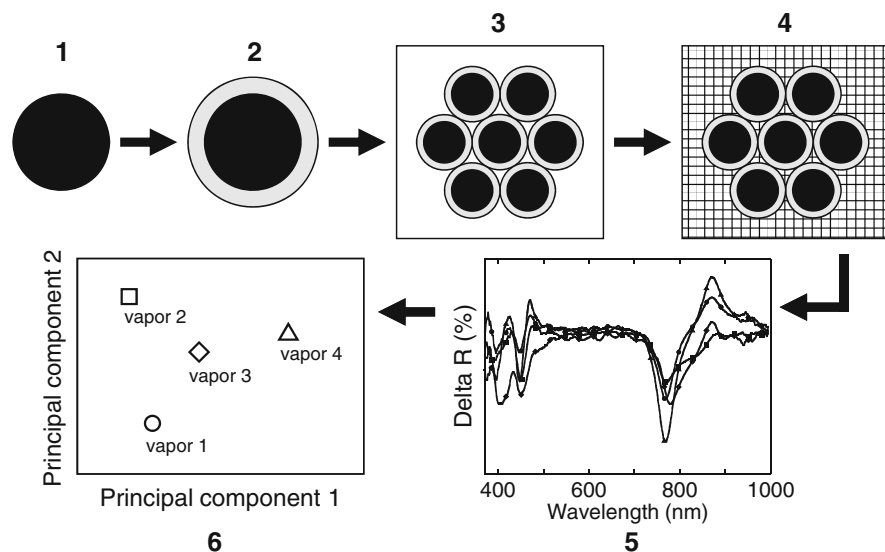 1
2
3
4
Principal component 2
vapor 2
vapor 4
vapor 3
vapor 1
Principal component 1
6
Delta R (%)
400 600 800 1000
Wavelength (nm)
5